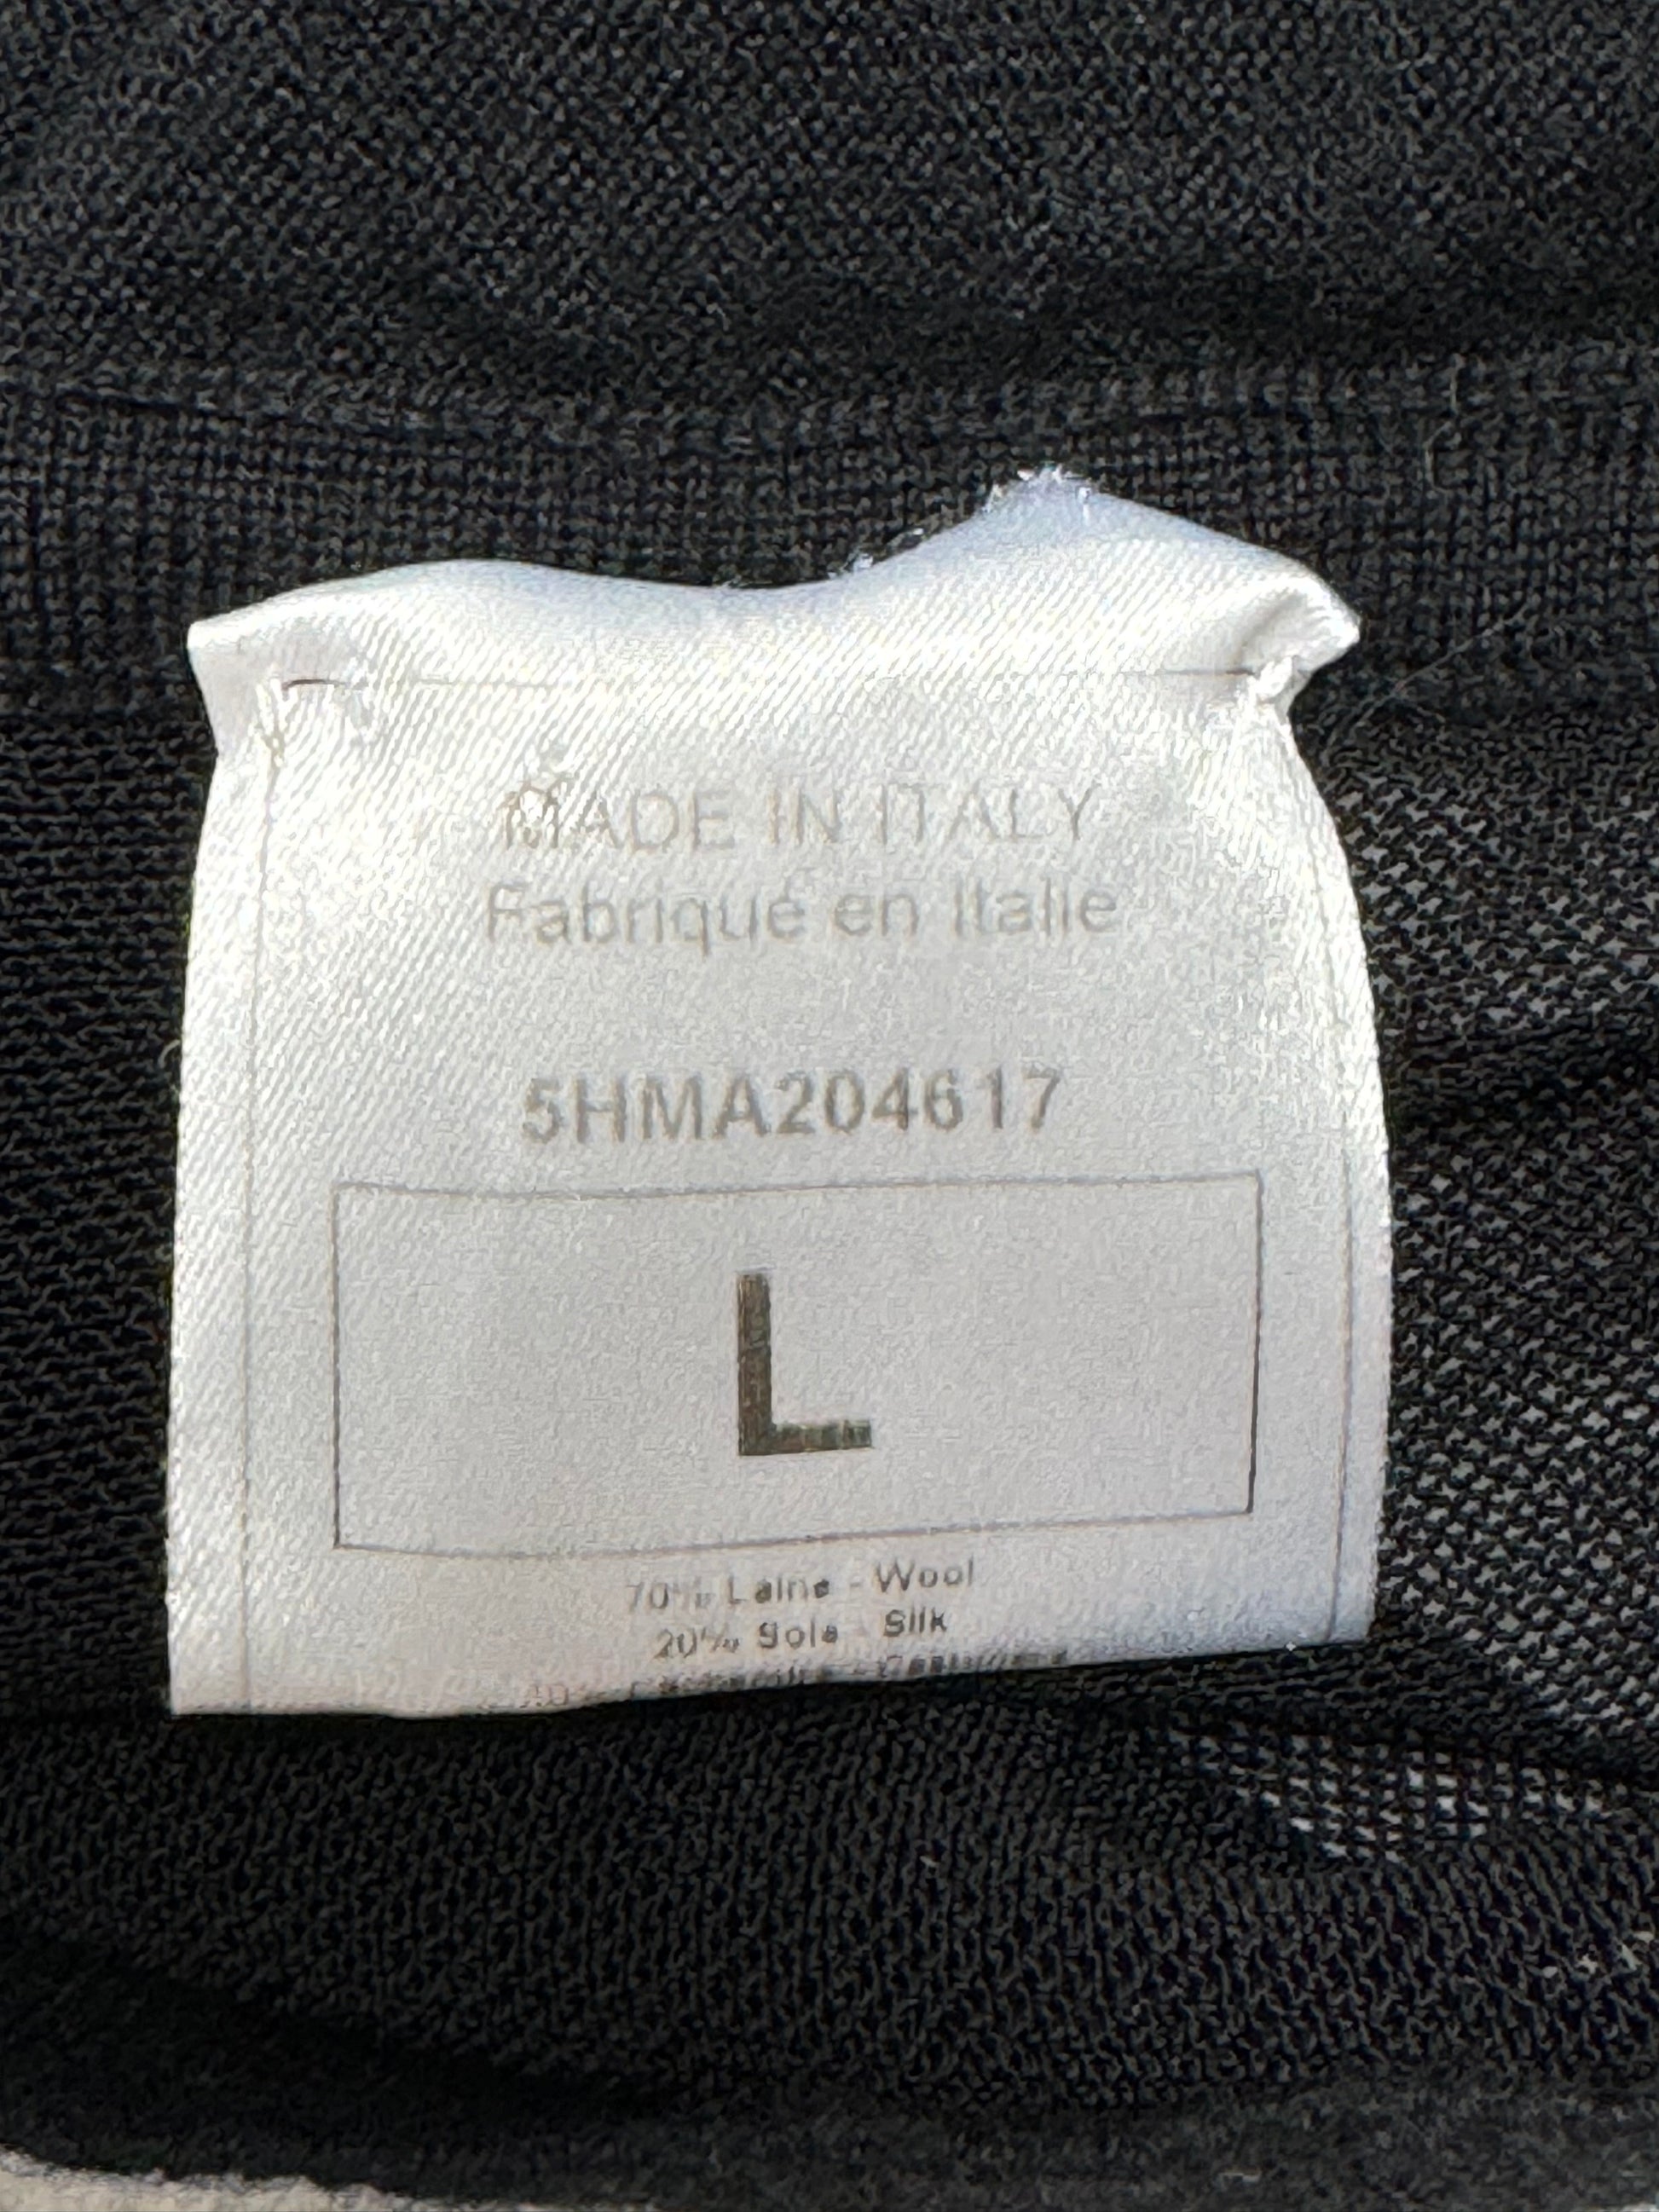 MADE IN ITALY
Fabriqué en Italie
5HMA204617
L
70% Laine - Wool
20% Soie - Silk